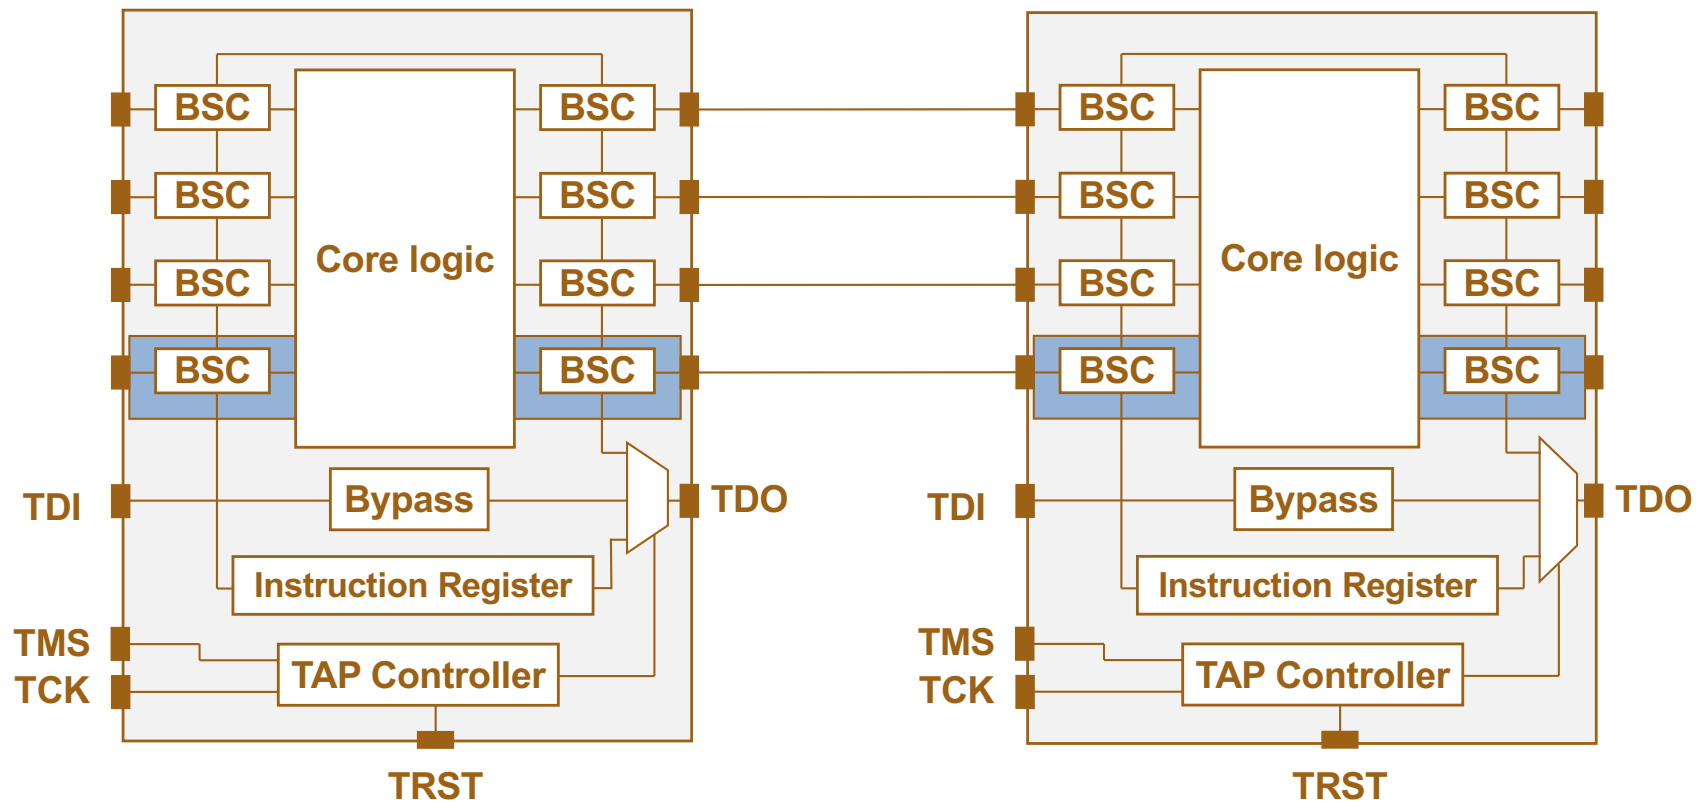 BSC BSC BSC BSC
BSC BSC BSC BSC
Core logic Core logic
BSC BSC BSC BSC
BSC BSC BSC BSC
TDI Bypass TDO TDI Bypass TDO
Instruction Register Instruction Register
TMS TMS
TAP Controller TAP Controller
TCK TCK
TRST TRST